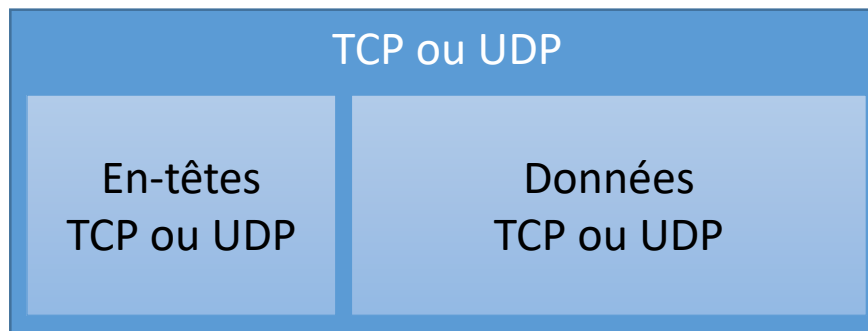 TCP ou UDP
En-têtes
TCP ou UDP
Données
TCP ou UDP